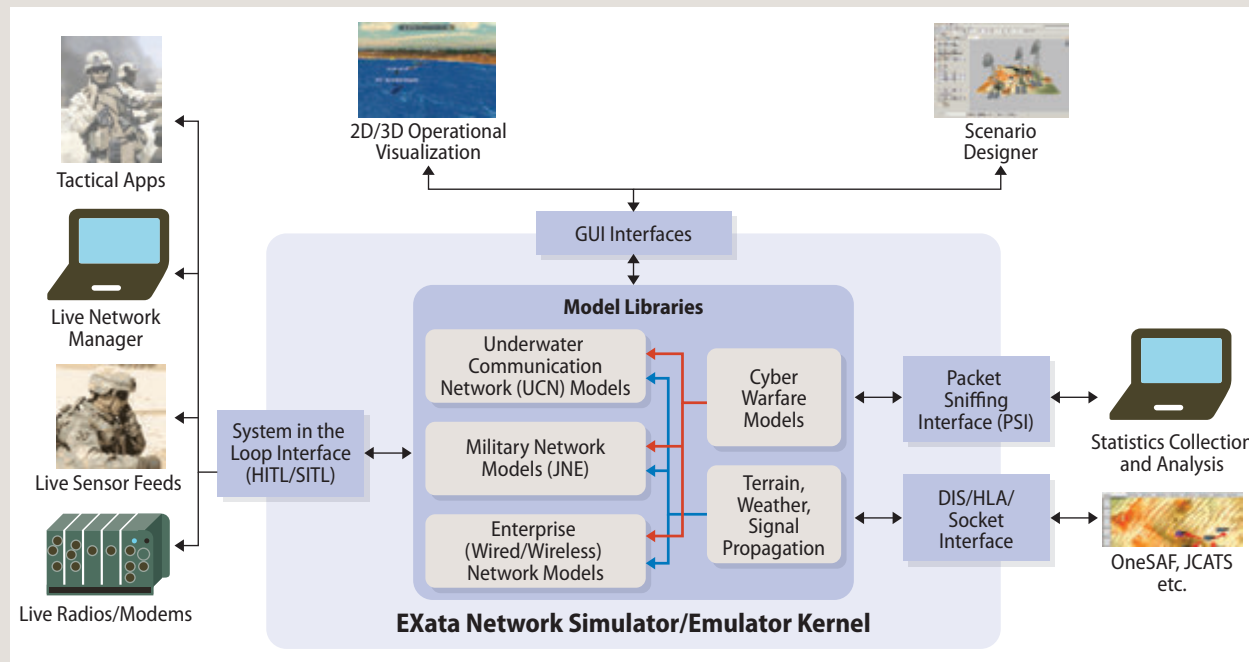 2D/3D Operational
Visualization
Scenario
Designer
Tactical Apps
Live Network
Manager
Live Sensor Feeds
Live Radios/Modems
GUI Interfaces
System in the
Loop Interface
(HITL/SITL)
Model Libraries
Underwater
Communication
Network (UCN) Models
Military Network
Models (JNE)
Enterprise
(Wired/Wireless)
Network Models
Cyber
Warfare
Models
Terrain,
Weather,
Signal
Propagation
Packet
Sniffing
Interface (PSI)
DIS/HLA/
Socket
Interface
Statistics Collection
and Analysis
OneSAF, JCATS
etc.
EXata Network Simulator/Emulator Kernel